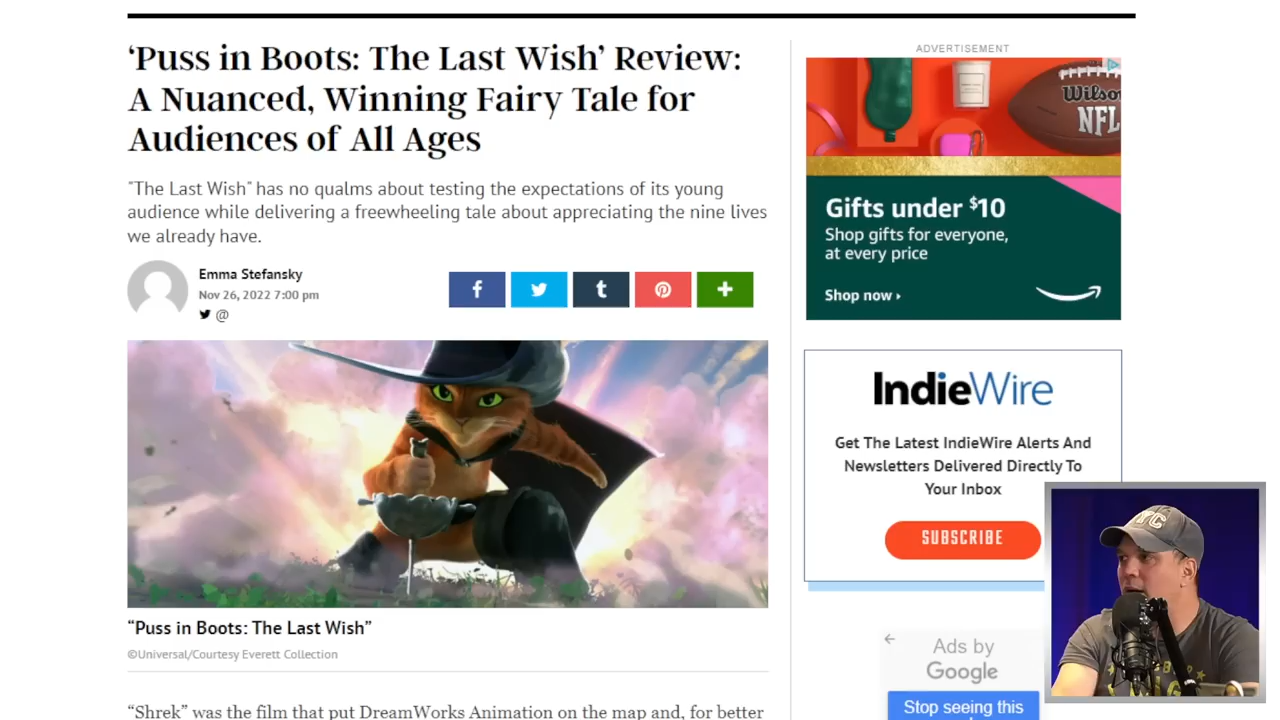 ‘Puss in Boots: The Last Wish’ Review:
A Nuanced, Winning Fairy Tale for
Audiences of All Ages
"The Last Wish" has no qualms about testing the expectations of its young
audience while delivering a freewheeling tale about appreciating the nine lives
we already have.
Emma Stefansky
Nov 26, 2022 7:00 pm
@
f
t
+
“Puss in Boots: The Last Wish”
©Universal/Courtesy Everett Collection
“Shrek” was the film that put DreamWorks Animation on the map and, for better
ADVERTISEMENT
Wilson
NFL
Gifts under $10
Shop gifts for everyone,
at every price
Shop now ›
IndieWire
Get The Latest IndieWire Alerts And
Newsletters Delivered Directly To
Your Inbox
SUBSCRIBE
Ads by
Google
Stop seeing this